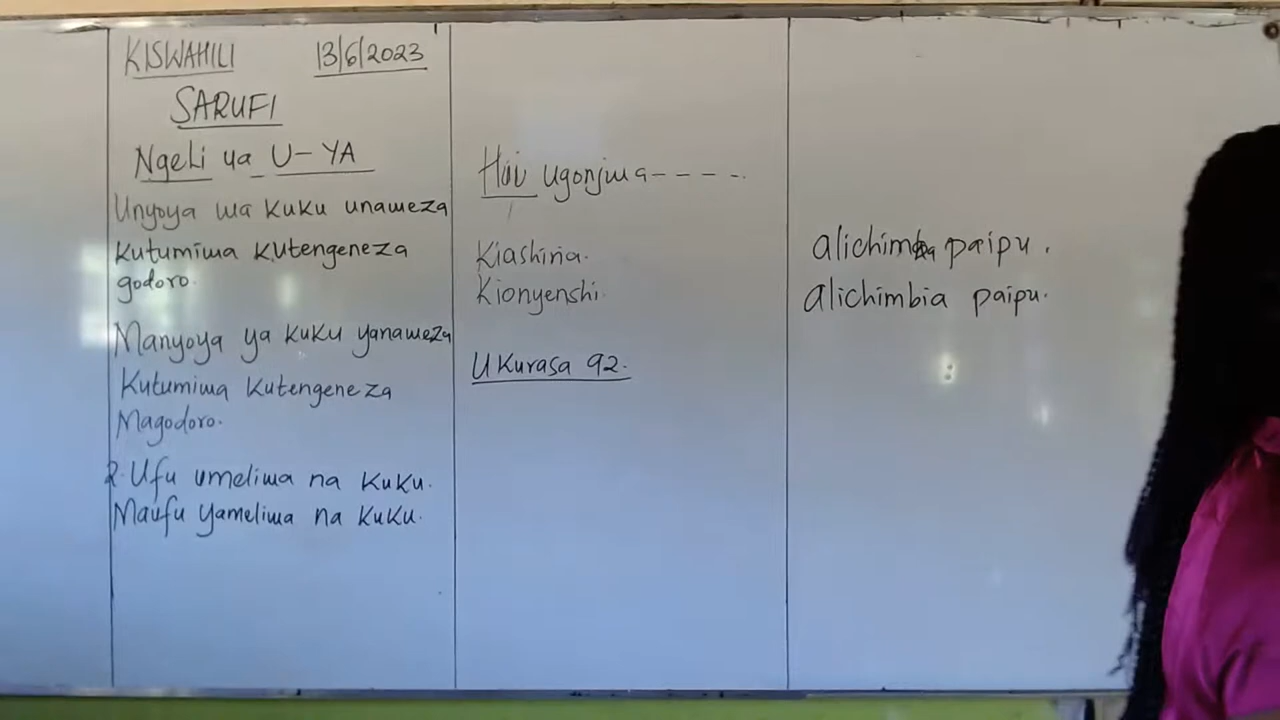 KISWAHILI 13/6/2023
SARUFI
Ngeli ya U-YA
Unyoya wa kuku unaweza
kutumiwa kutengeneza
godoro.
Manyoya ya kuku yanaweza
kutumiwa kutengeneza
Magodoro.
2. Ufu umeliwa na kuku.
Maufu yameliwa na kuku.
Huu ugonjwa-----
Kiashiria.
Kionyenshi.
Ukurasa 92.
alichimba paipu.
alichimbia paipu.